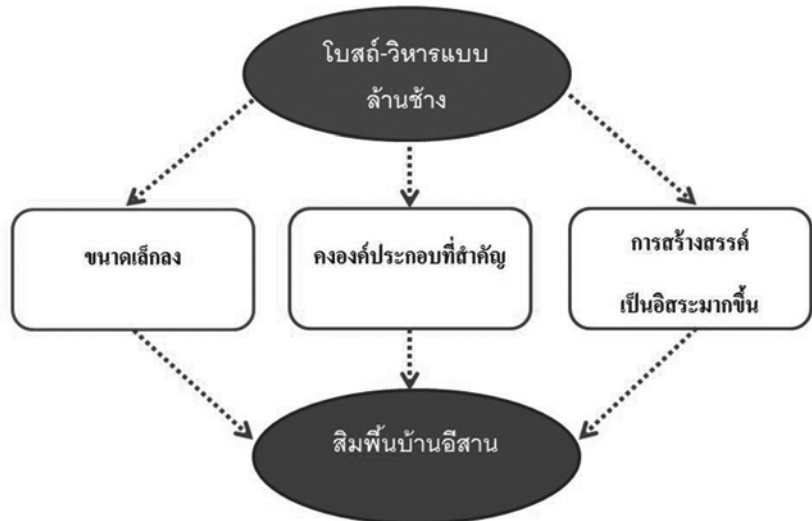 โบสถ์-วิหารแบบ
ล้านช้าง
ขนาดเล็กลง
คงองค์ประกอบที่สำคัญ
การสร้างสรรค์
เป็นอิสระมากขึ้น
สิมพื้นบ้านอีสาน